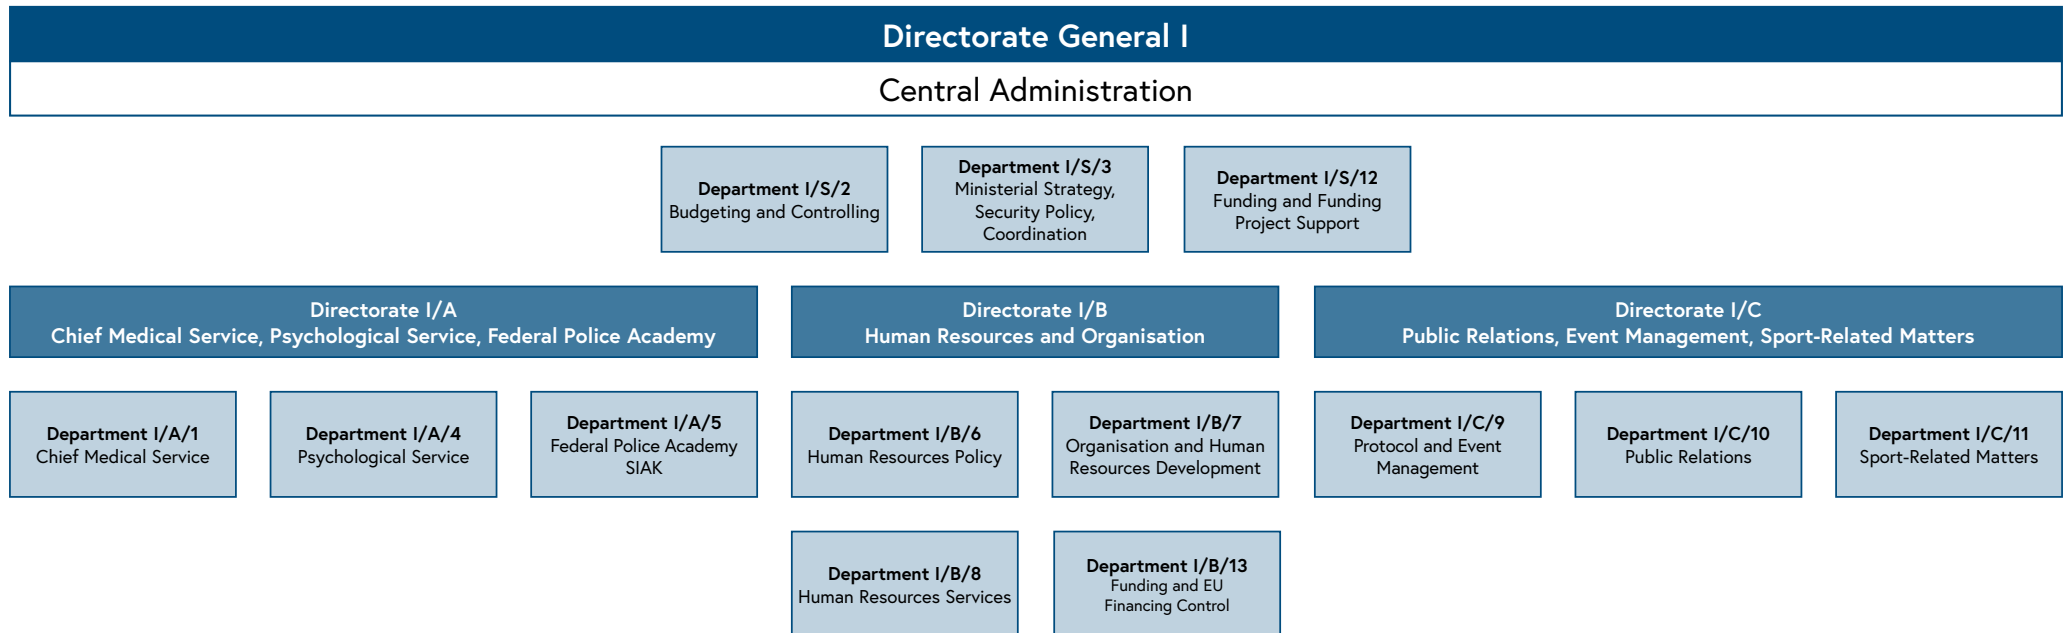 Directorate General I
Central Administration
Department I/S/2
Budgeting and Controlling
Department I/S/3
Ministerial Strategy,
Security Policy,
Coordination
Department I/S/12
Funding and Funding
Project Support
Directorate I/A
Chief Medical Service, Psychological Service, Federal Police Academy
Directorate I/B
Human Resources and Organisation
Directorate I/C
Public Relations, Event Management, Sport-Related Matters
Department I/A/1
Chief Medical Service
Department I/A/4
Psychological Service
Department I/A/5
Federal Police Academy
SIAK
Department I/B/6
Human Resources Policy
Department I/B/7
Organisation and Human
Resources Development
Department I/C/9
Protocol and Event
Management
Department I/C/10
Public Relations
Department I/C/11
Sport-Related Matters
Department I/B/8
Human Resources Services
Department I/B/13
Funding and EU
Financing Control